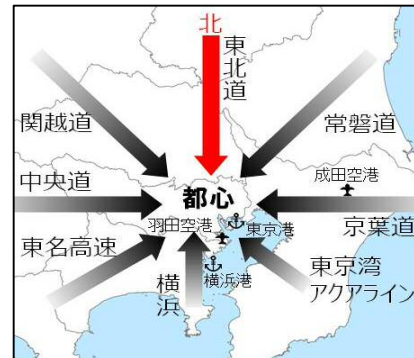 北
東北道
関越道
常磐道
中央道
成田空港
都心
羽田空港
東京港
京葉道
東名高速
横浜
横浜港
東京湾
アクアライン